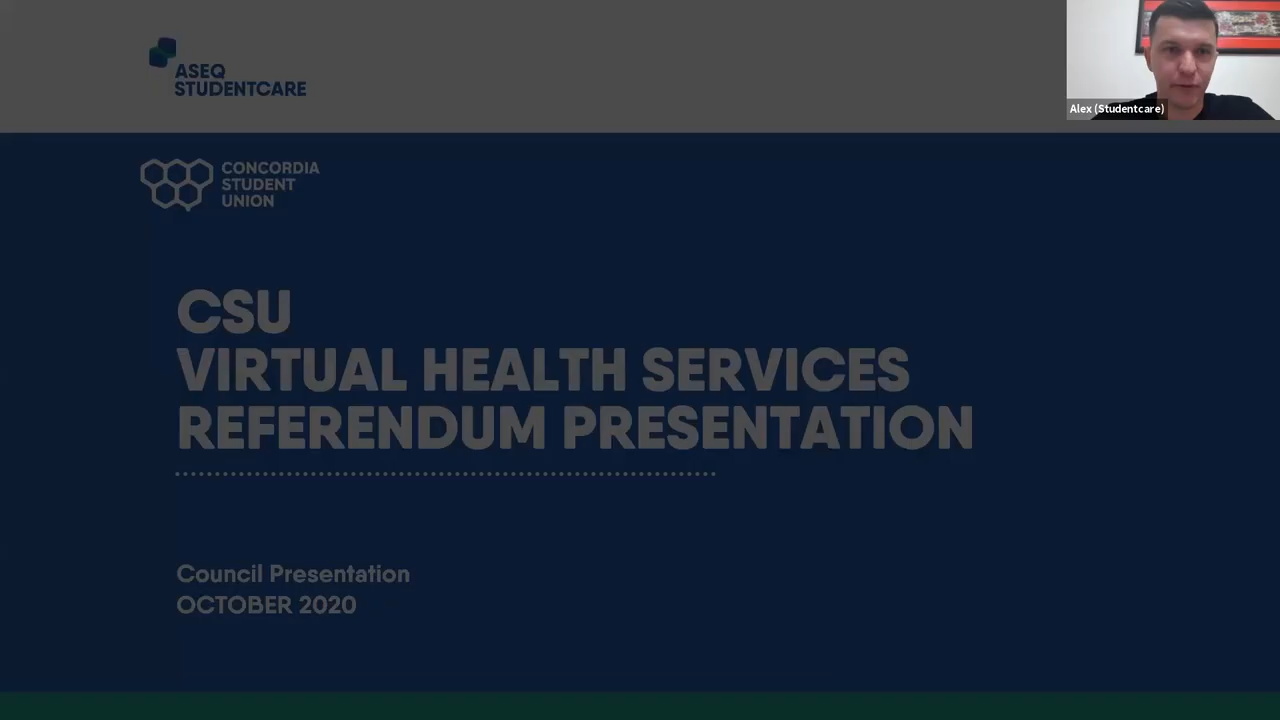 ASEQ
STUDENTCARE
Alex (Studentcare)
CONCORDIA
STUDENT
UNION
CSU
VIRTUAL HEALTH SERVICES
REFERENDUM PRESENTATION
Council Presentation
OCTOBER 2020